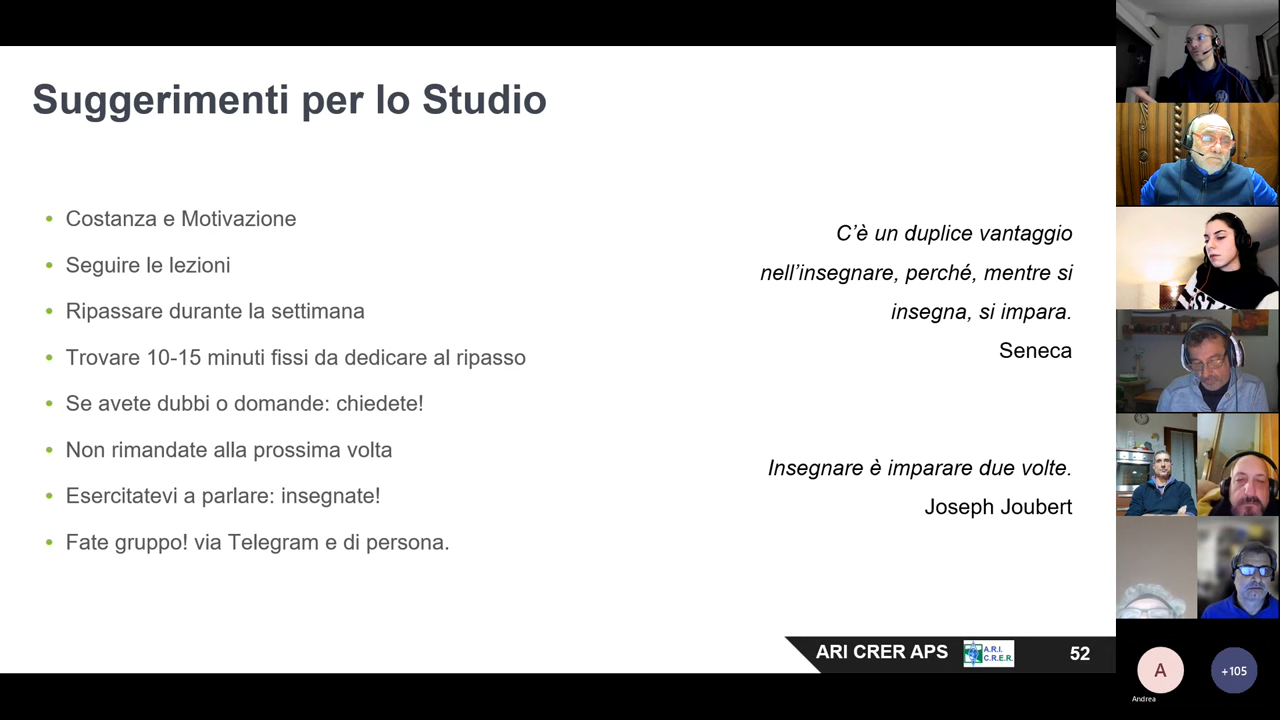 Suggerimenti per lo Studio
• Costanza e Motivazione
• Seguire le lezioni
• Ripassare durante la settimana
• Trovare 10-15 minuti fissi da dedicare al ripasso
• Se avete dubbi o domande: chiedete!
• Non rimandate alla prossima volta
• Esercitatevi a parlare: insegnate!
• Fate gruppo! via Telegram e di persona.
C’è un duplice vantaggio
nell’insegnare, perché, mentre si
insegna, si impara.
Seneca
Insegnare è imparare due volte.
Joseph Joubert
ARI CRER APS
A.R.I.
C.R.E.R.
52
A
Andrea
+105